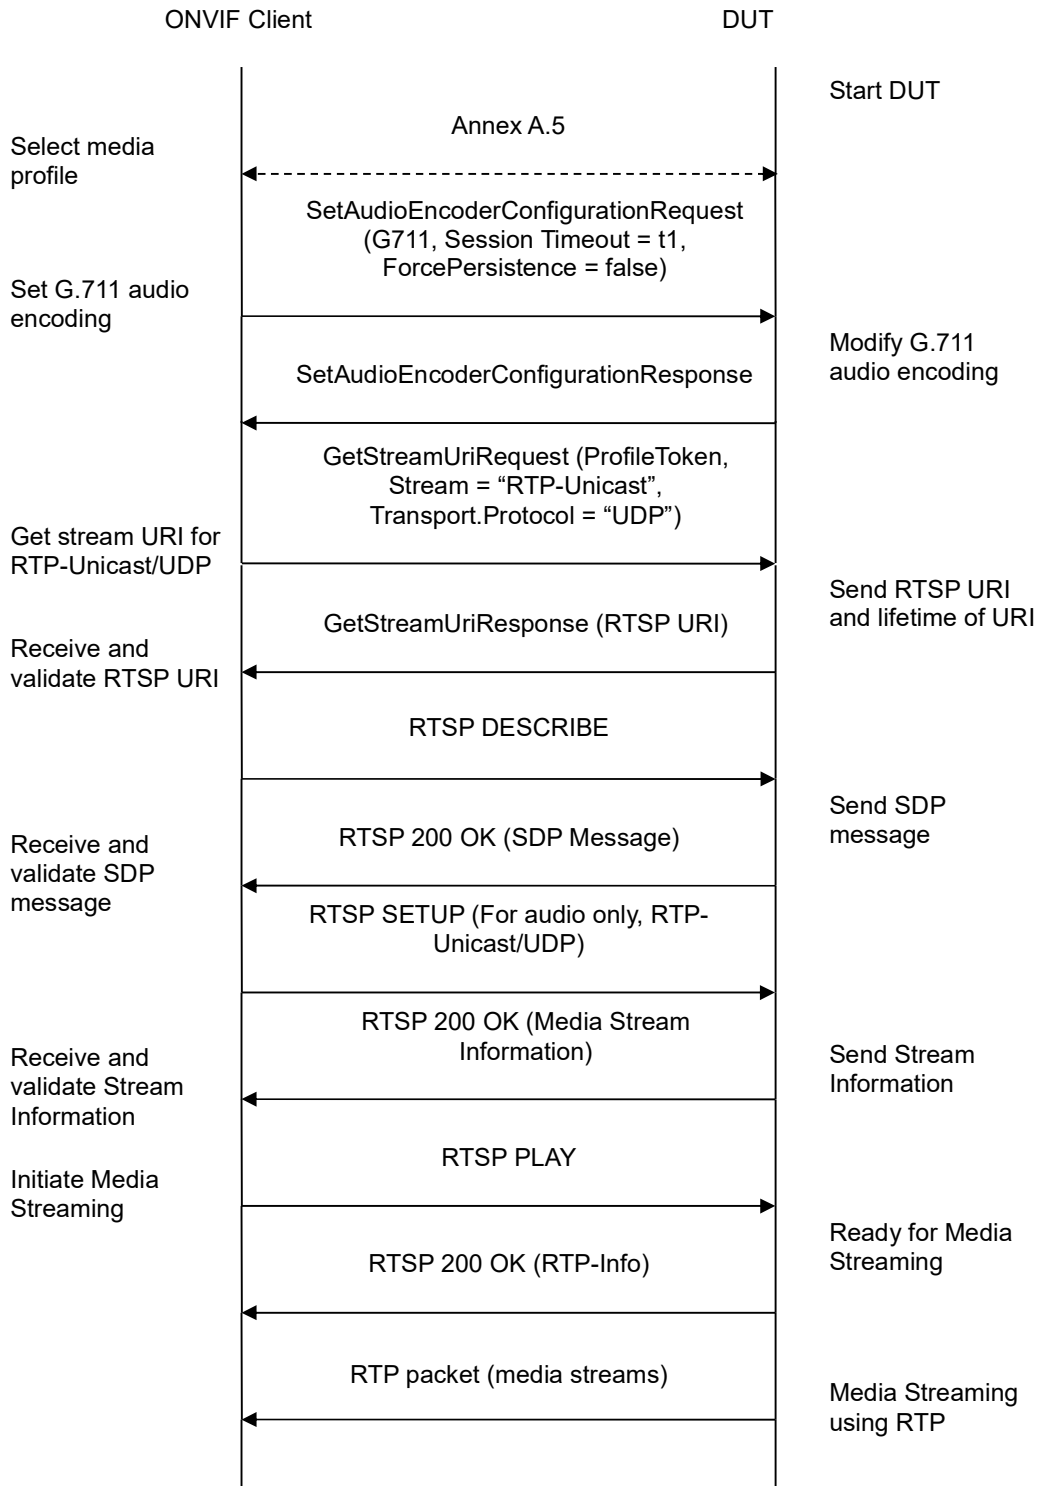 ONVIF Client
DUT
Start DUT
Annex A.5
Select media
profile
SetAudioEncoderConfigurationRequest
(G711, Session Timeout = t1,
ForcePersistence = false)
Set G.711 audio
encoding
Modify G.711
audio encoding
SetAudioEncoderConfigurationResponse
GetStreamUriRequest (ProfileToken,
Stream = “RTP-Unicast”,
Transport.Protocol = “UDP”)
Get stream URI for
RTP-Unicast/UDP
Send RTSP URI
and lifetime of URI
GetStreamUriResponse (RTSP URI)
Receive and
validate RTSP URI
RTSP DESCRIBE
Send SDP
message
RTSP 200 OK (SDP Message)
Receive and
validate SDP
message
RTSP SETUP (For audio only, RTP-
Unicast/UDP)
RTSP 200 OK (Media Stream
Information)
Receive and
validate Stream
Information
Send Stream
Information
RTSP PLAY
Initiate Media
Streaming
Ready for Media
Streaming
RTSP 200 OK (RTP-Info)
RTP packet (media streams)
Media Streaming
using RTP